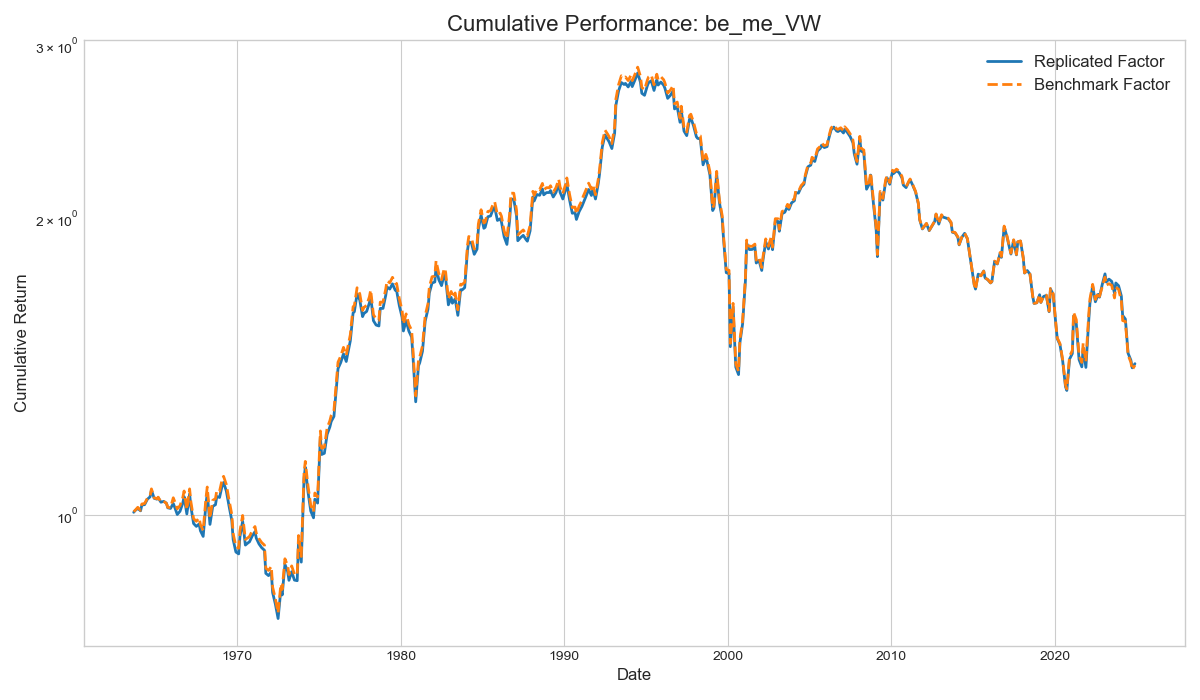 Cumulative Performance: be_me_VW
3 × 10⁰
2 × 10⁰
10⁰
Cumulative Return
Replicated Factor
Benchmark Factor
1970 1980 1990 2000 2010 2020
Date